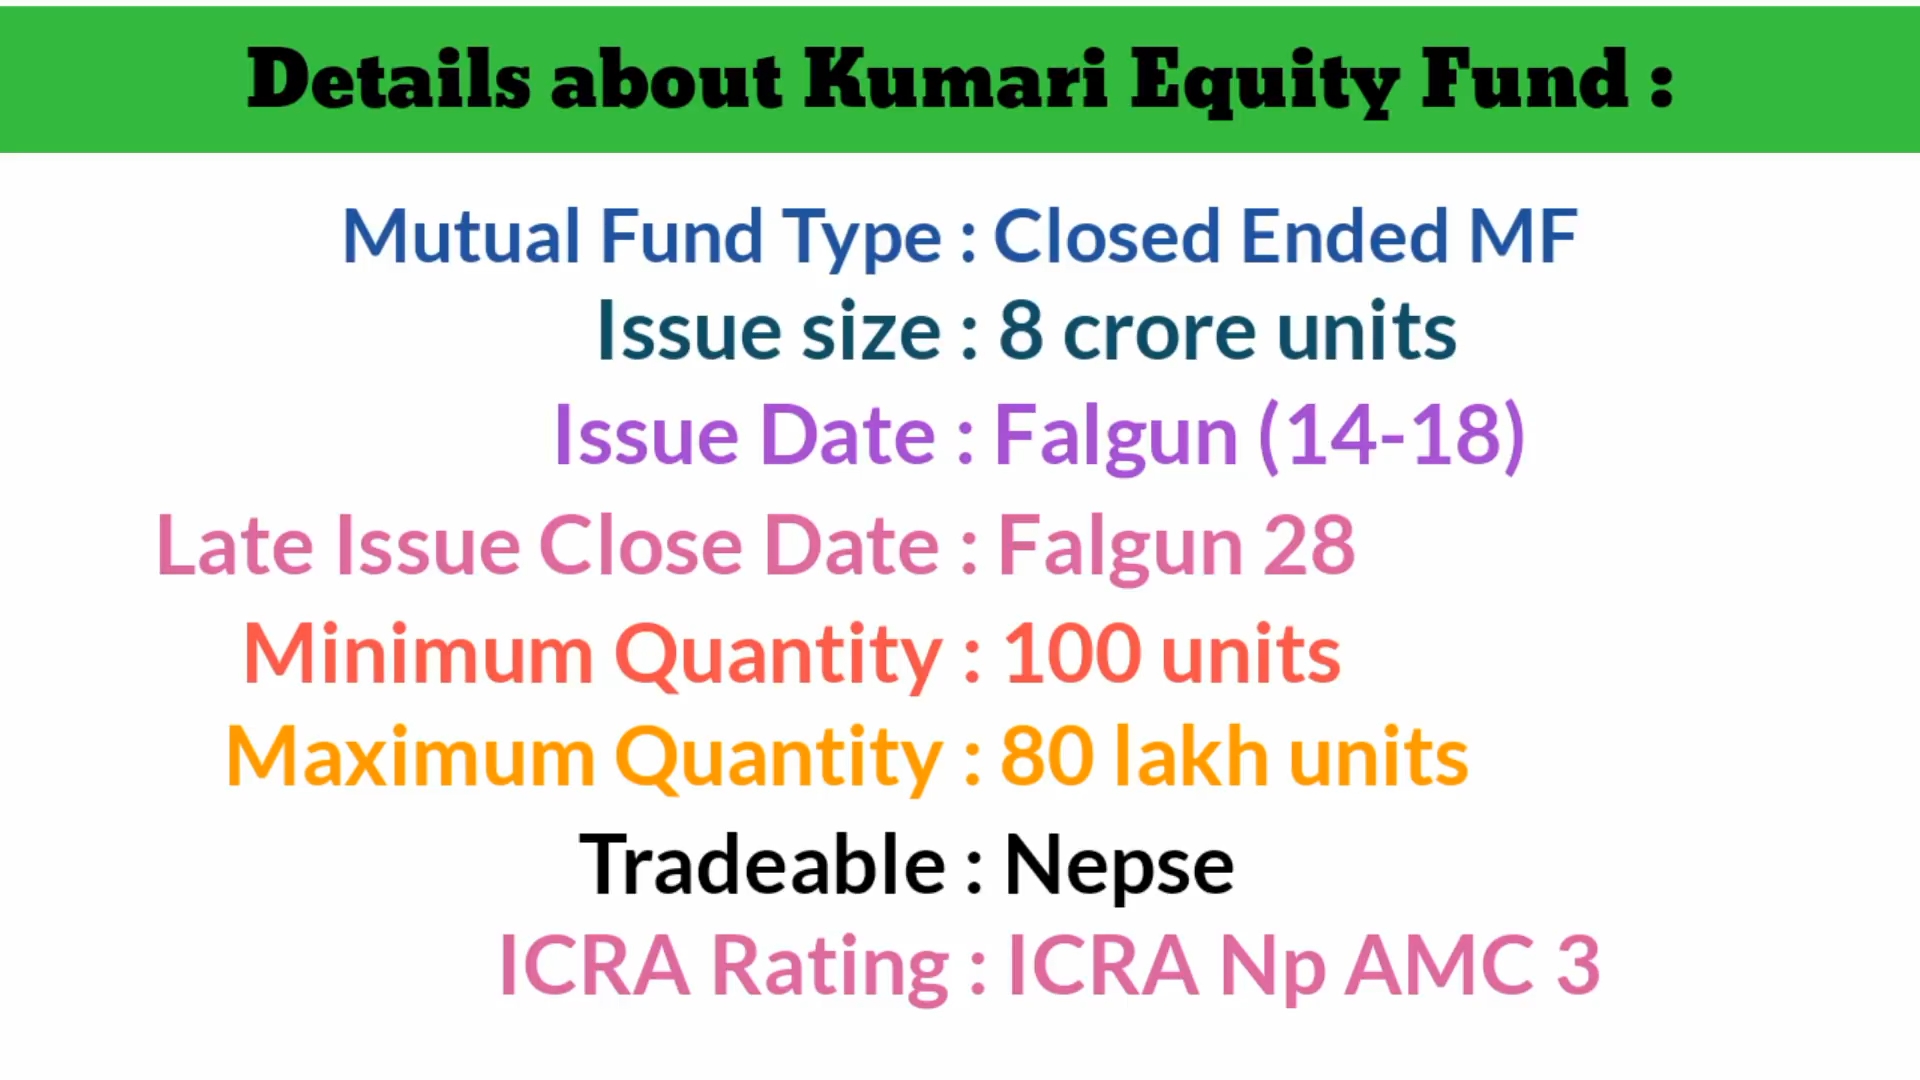 Details about Kumari Equity Fund :
Mutual Fund Type : Closed Ended MF
Issue size : 8 crore units
Issue Date : Falgun (14-18)
Late Issue Close Date : Falgun 28
Minimum Quantity : 100 units
Maximum Quantity : 80 lakh units
Tradeable : Nepse
ICRA Rating : ICRA Np AMC 3